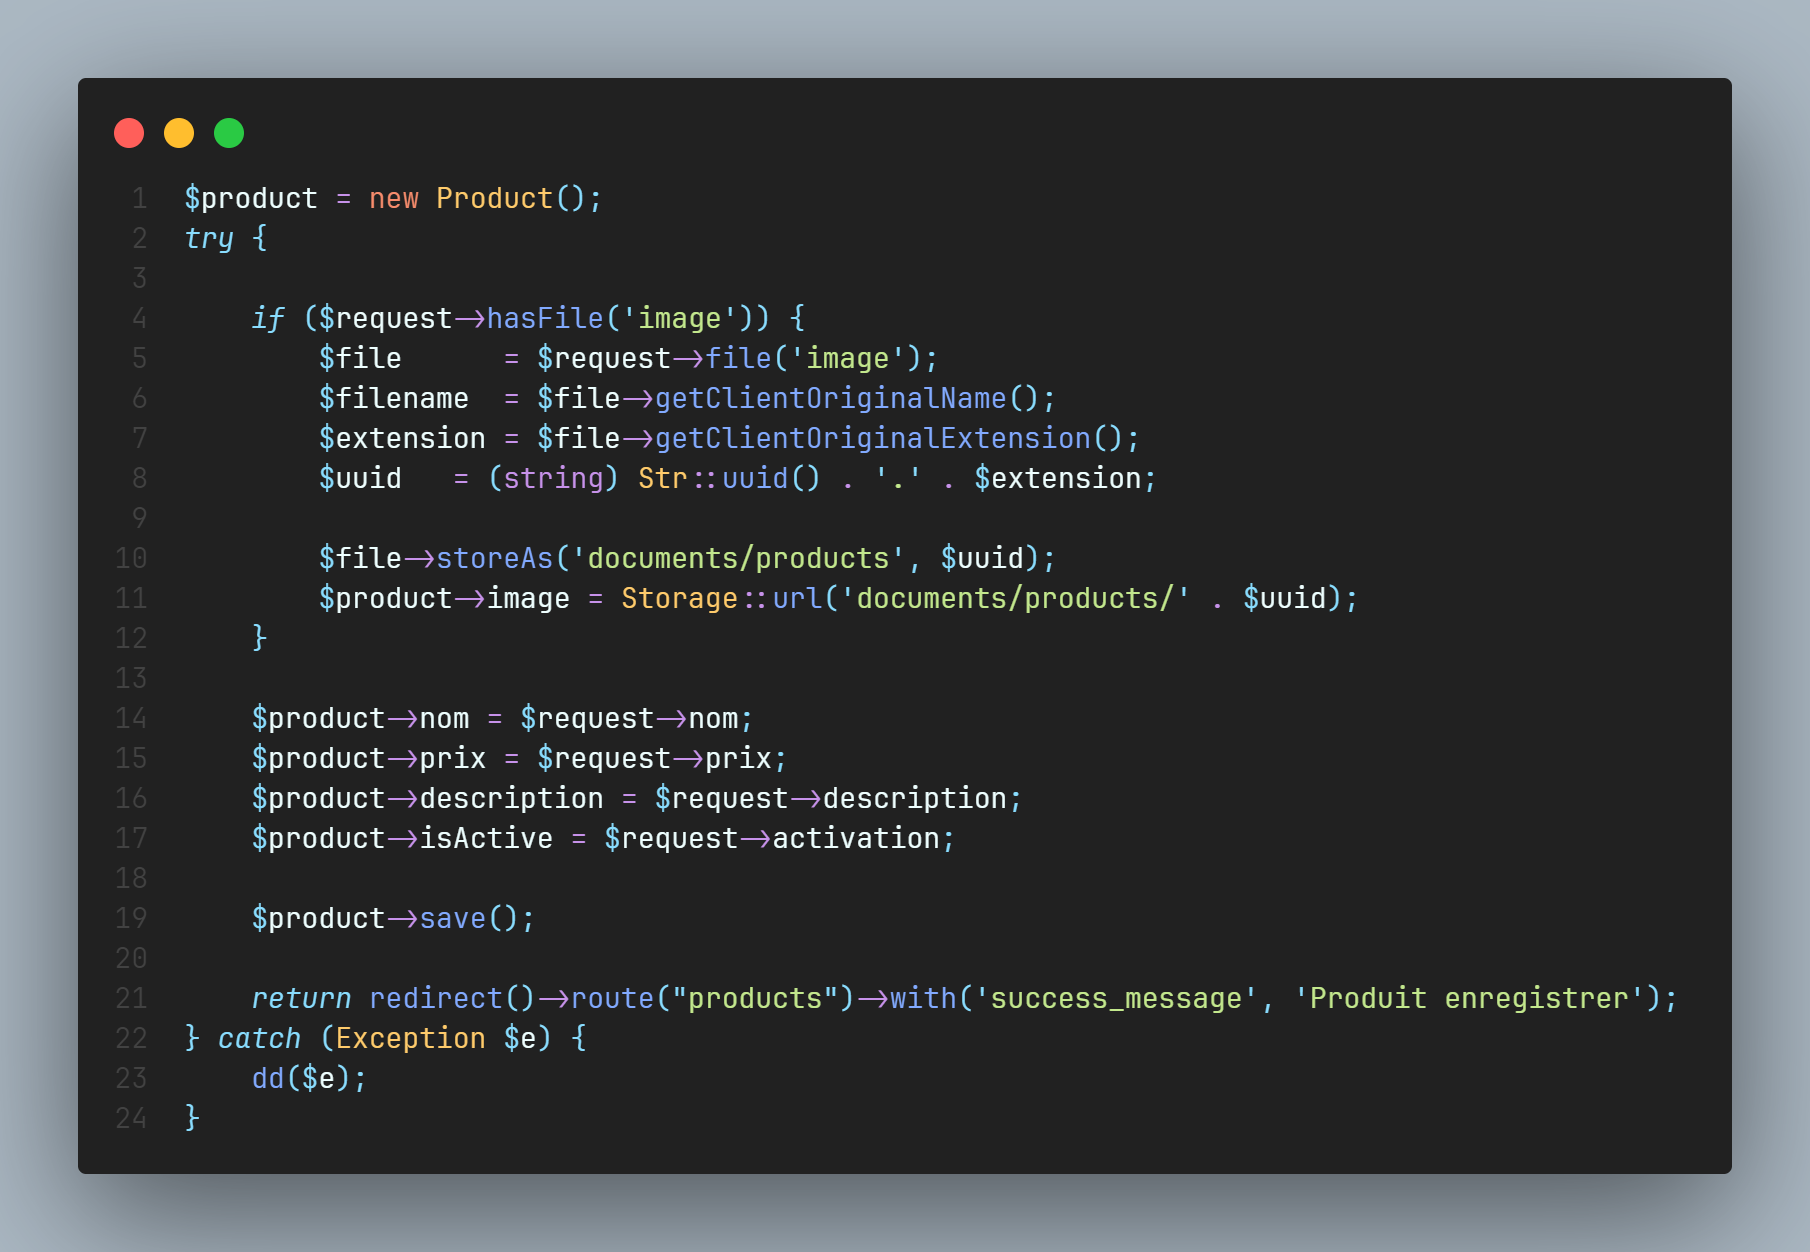 1 $product = new Product();
2 try {
3
4     if ($request->hasFile('image')) {
5         $file      = $request->file('image');
6         $filename  = $file->getClientOriginalName();
7         $extension = $file->getClientOriginalExtension();
8         $uuid   = (string) Str::uuid() . '.' . $extension;
9
10         $file->storeAs('documents/products', $uuid);
11         $product->image = Storage::url('documents/products/' . $uuid);
12     }
13
14     $product->nom = $request->nom;
15     $product->prix = $request->prix;
16     $product->description = $request->description;
17     $product->isActive = $request->activation;
18
19     $product->save();
20
21     return redirect()->route("products")->with('success_message', 'Produit enregistrer');
22 } catch (Exception $e) {
23     dd($e);
24 }